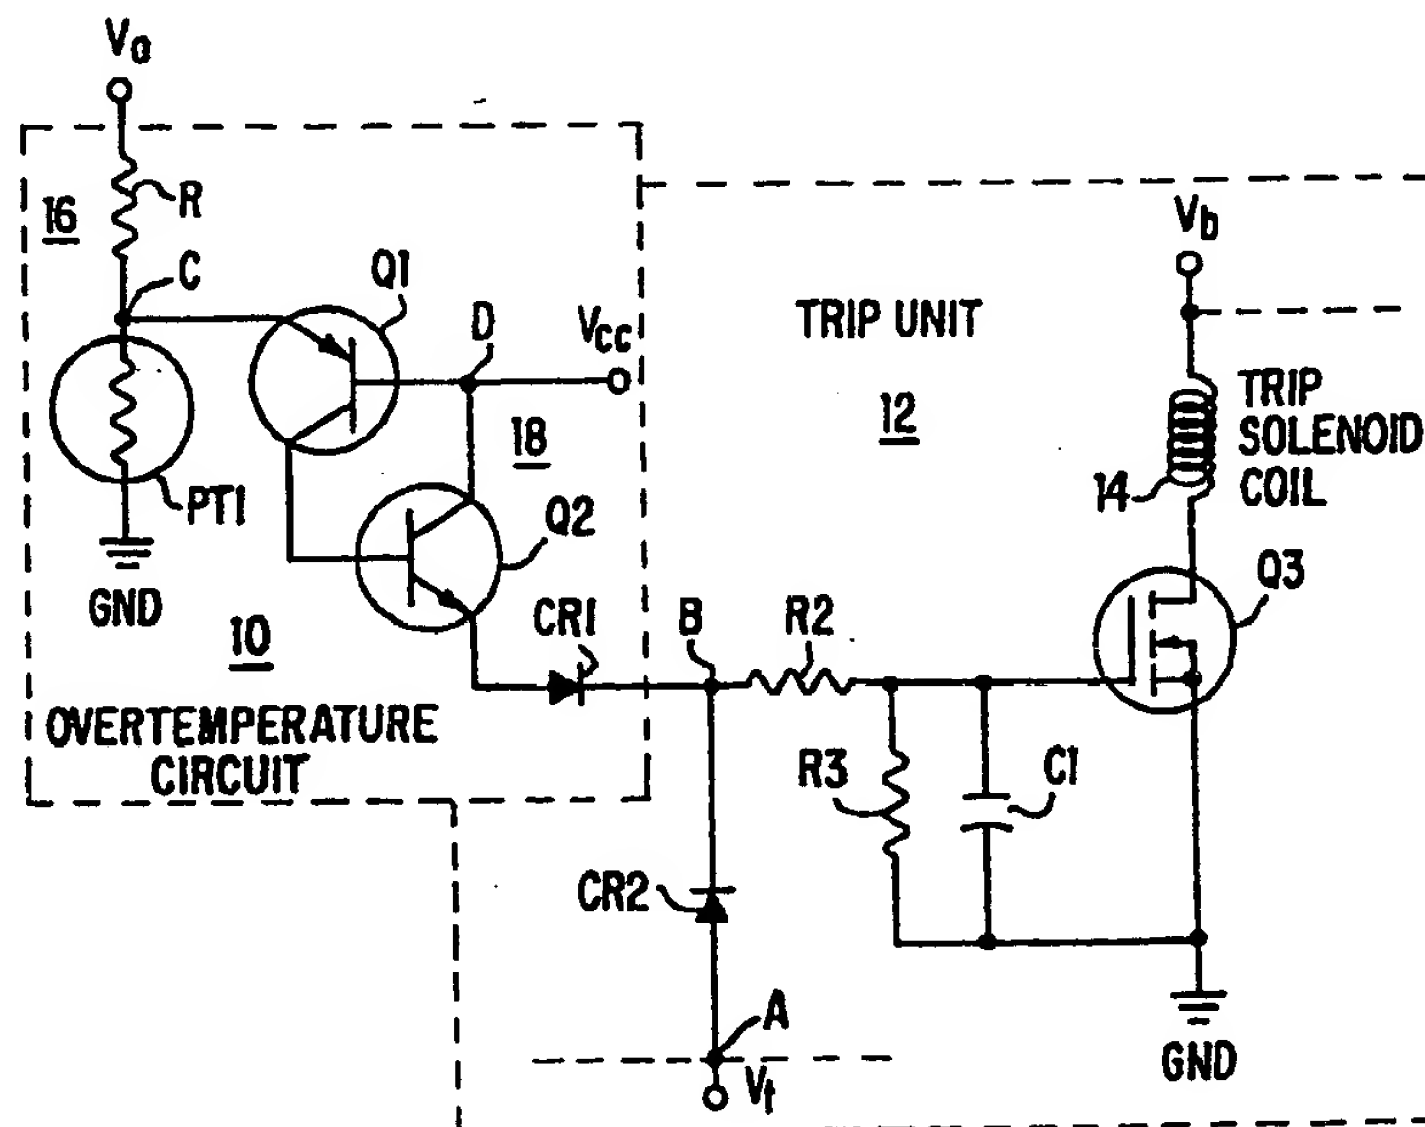 Va
R
16
C
Q1
D
Vcc
PT1
GND
18
Q2
10
CR1
OVERTEMPERATURE
CIRCUIT
TRIP UNIT
12
Vb
TRIP
SOLENOID
COIL
14
Q3
B
R2
R3
C1
CR2
A
Vt
GND